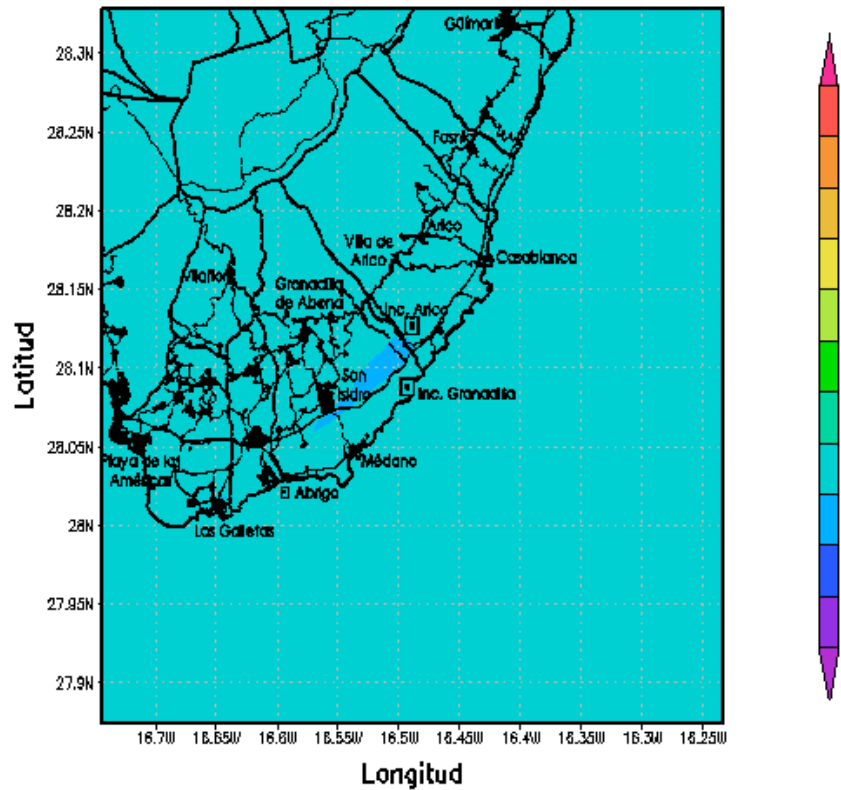 Güimar
28.3N
28.25N
Fasnia
28.2N
Arico
Villa de
Arico
Casablanca
Vilaflor
28.15N
Granadilla
de Abona
Inc. Arico
28.1N
San
Isidro
Inc. Granadilla
28.05N
Playa de las
Américas
Médano
Abrigo
28N
Las Galletas
27.95N
27.9N
16.7W 16.65W 16.6W 16.55W 16.5W 16.45W 16.4W 16.35W 16.3W 16.25W
Latitud
Longitud